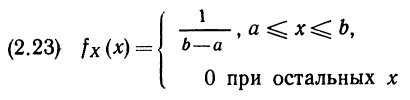 (2.23) f_X(x) = { 1/(b—a), a ⩽ x ⩽ b,
0 при остальных x